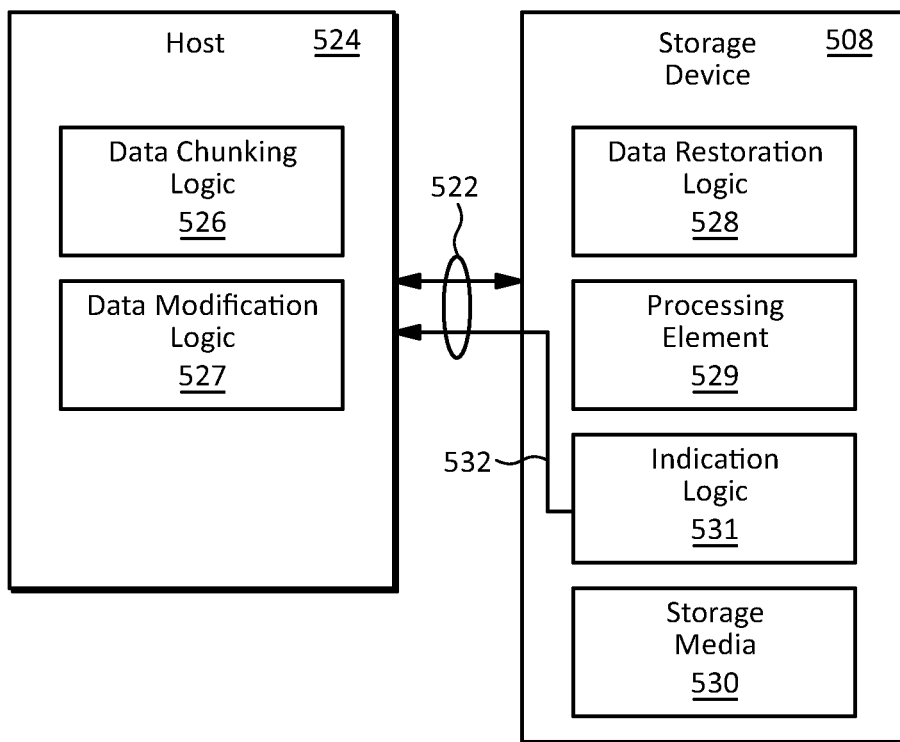 Host 524
Data Chunking
Logic
526
Data Modification
Logic
527
522
532
Storage 508
Device
Data Restoration
Logic
528
Processing
Element
529
Indication
Logic
531
Storage
Media
530